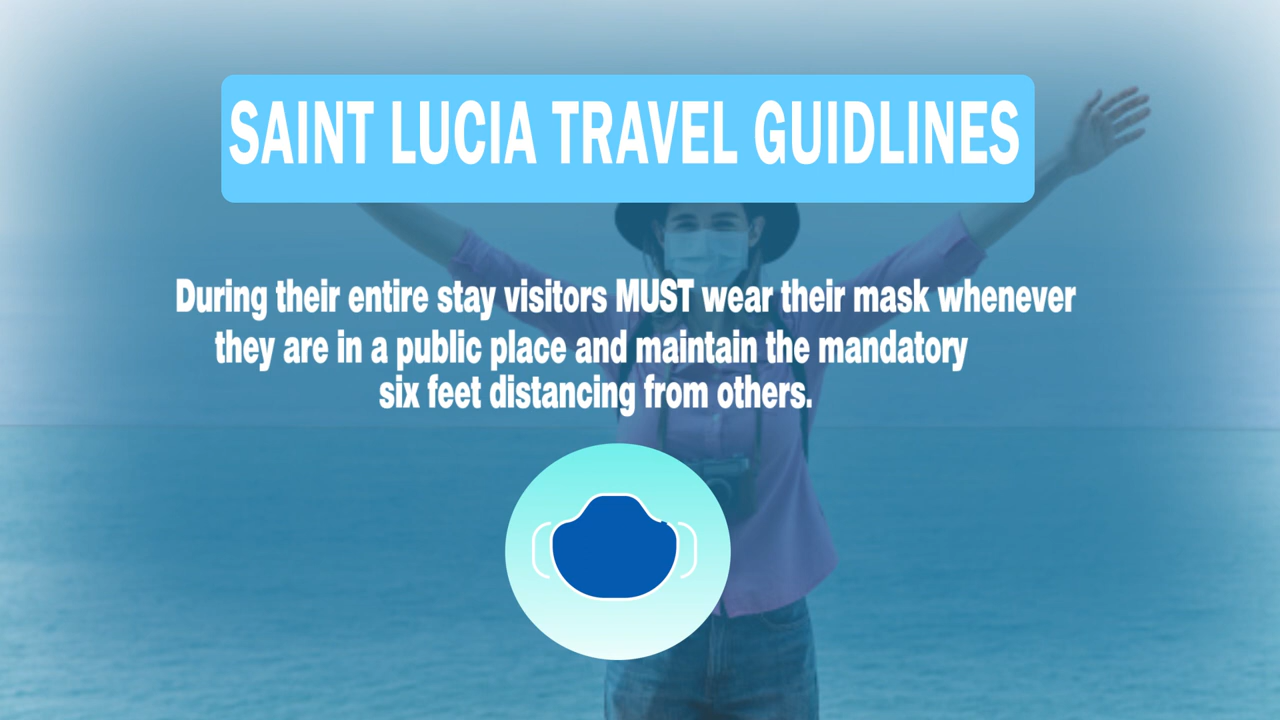 SAINT LUCIA TRAVEL GUIDLINES
During their entire stay visitors MUST wear their mask whenever
they are in a public place and maintain the mandatory
six feet distancing from others.